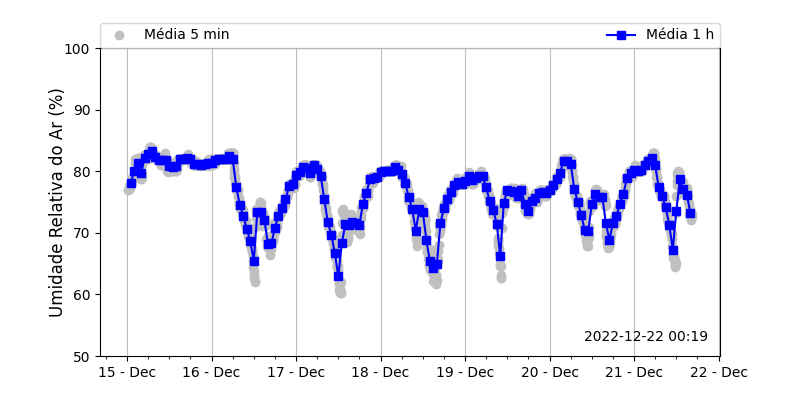 Média 5 min
Média 1 h
Umidade Relativa do Ar (%)
100
90
80
70
60
50
2022-12-22 00:19
15 - Dec
16 - Dec
17 - Dec
18 - Dec
19 - Dec
20 - Dec
21 - Dec
22 - Dec